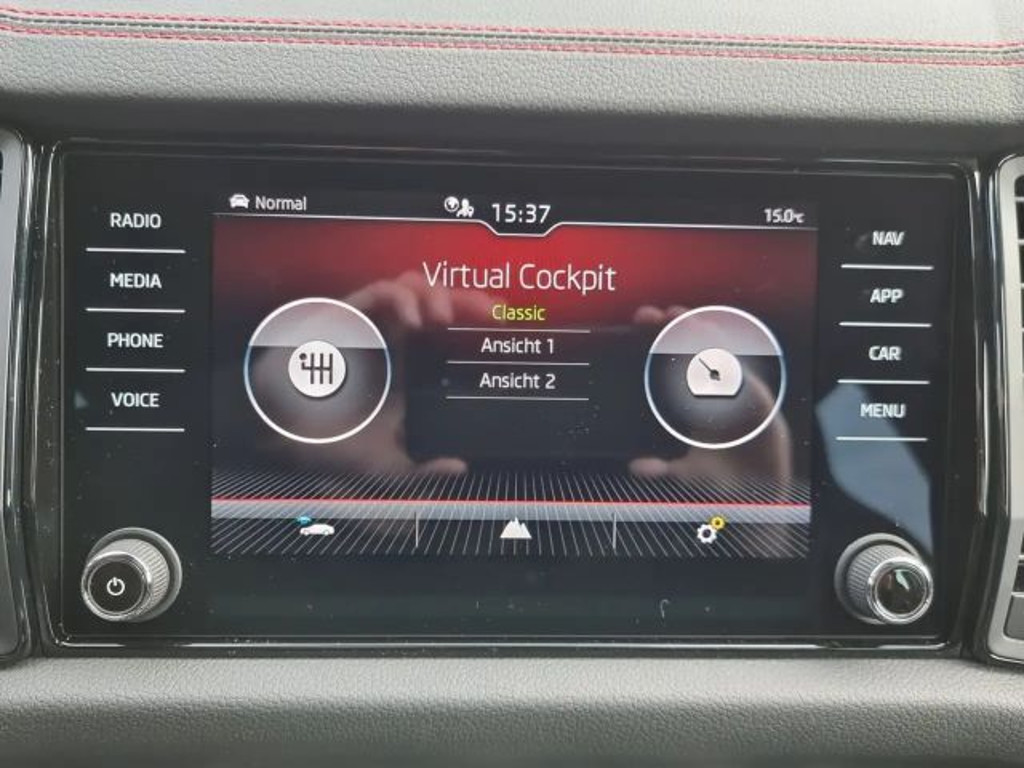 RADIO
MEDIA
PHONE
VOICE
Normal
15:37
15.0°C
Virtual Cockpit
Classic
Ansicht 1
Ansicht 2
NAV
APP
CAR
MENU